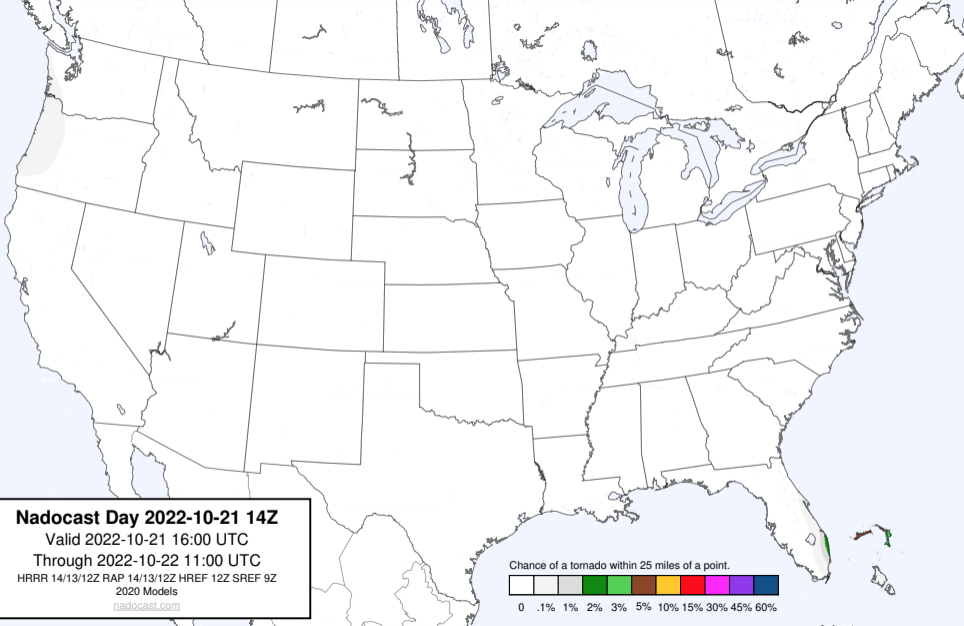 Nadocast Day 2022-10-21 14Z
Valid 2022-10-21 16:00 UTC
Through 2022-10-22 11:00 UTC
HRRR 14/13/12Z RAP 14/13/12Z HREF 12Z SREF 9Z
2020 Models
nadocast.com
Chance of a tornado within 25 miles of a point.
0 .1% 1% 2% 3% 5% 10% 15% 30% 45% 60%